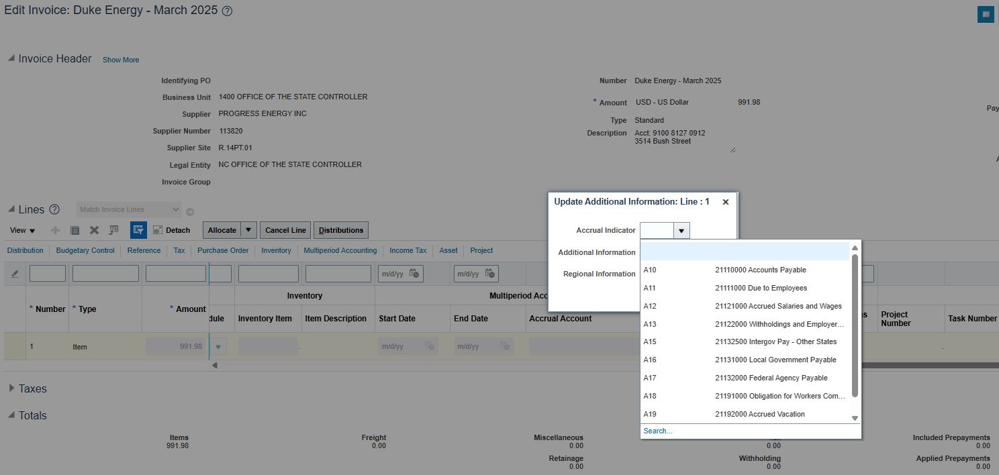 Edit Invoice: Duke Energy - March 2025
Invoice Header Show More
Identifying PO
Business Unit 1400 OFFICE OF THE STATE CONTROLLER
Supplier PROGRESS ENERGY INC
Supplier Number 113820
Supplier Site R.14PT.01
Legal Entity NC OFFICE OF THE STATE CONTROLLER
Invoice Group
Number Duke Energy - March 2025
* Amount USD - US Dollar 991.98
Type Standard
Description Acct: 9100 8127 0912
3514 Bush Street
Pay
A
Lines Match Invoice Lines
View Detach Allocate Cancel Line Distributions
Distribution Budgetary Control Reference Tax Purchase Order Inventory Multiperiod Accounting Income Tax Asset Project
m/d/yy m/d/yy
Inventory Multiperiod Acc
* Number * Type * Amount dule Inventory Item Item Description Start Date End Date Accrual Account Project Number Task Number
1 Item 991.98 m/d/yy m/d/yy
Update Additional Information: Line : 1
Accrual Indicator
Additional Information
Regional Information
A10 21110000 Accounts Payable
A11 21111000 Due to Employees
A12 21121000 Accrued Salaries and Wages
A13 21122000 Withholdings and Employer...
A15 21132500 Intergov Pay - Other States
A16 21131000 Local Government Payable
A17 21132000 Federal Agency Payable
A18 21191000 Obligation for Workers Com...
A19 21192000 Accrued Vacation
Search...
Taxes
Totals
Items Freight Miscellaneous Included Prepayments
991.98 0.00 0.00 0.00 0.00
Retainage Withholding Applied Prepayments
0.00 0.00 0.00